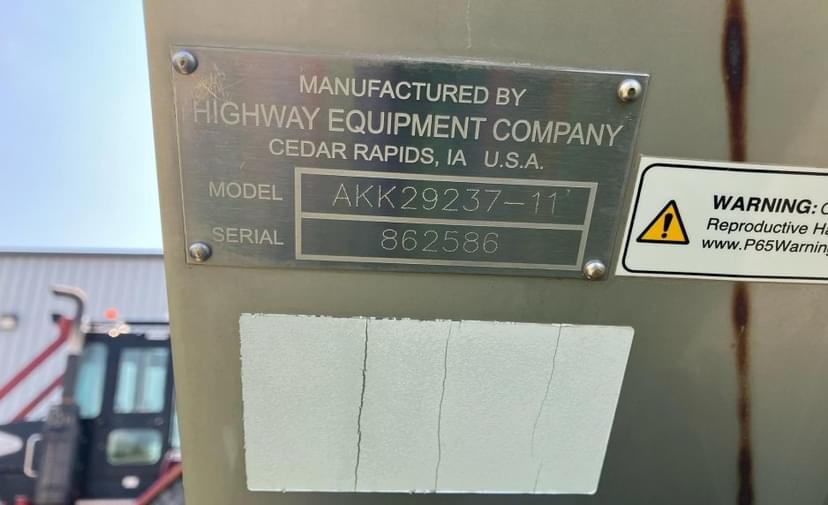 MANUFACTURED BY
HIGHWAY EQUIPMENT COMPANY
CEDAR RAPIDS, IA U.S.A.
MODEL AKK29237-11'
SERIAL 862586
WARNING:
Reproductive
www.P65Warning